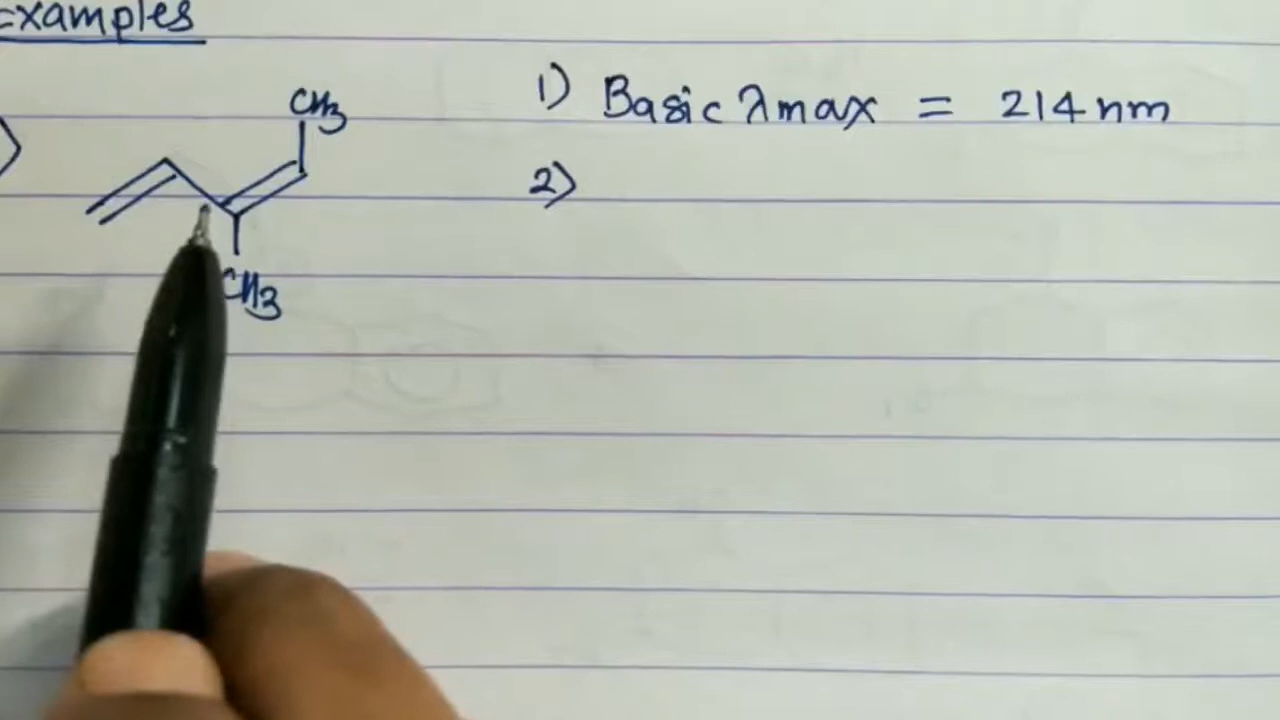 Examples
CH3
1) Basic λmax = 214 nm
2)
CH3